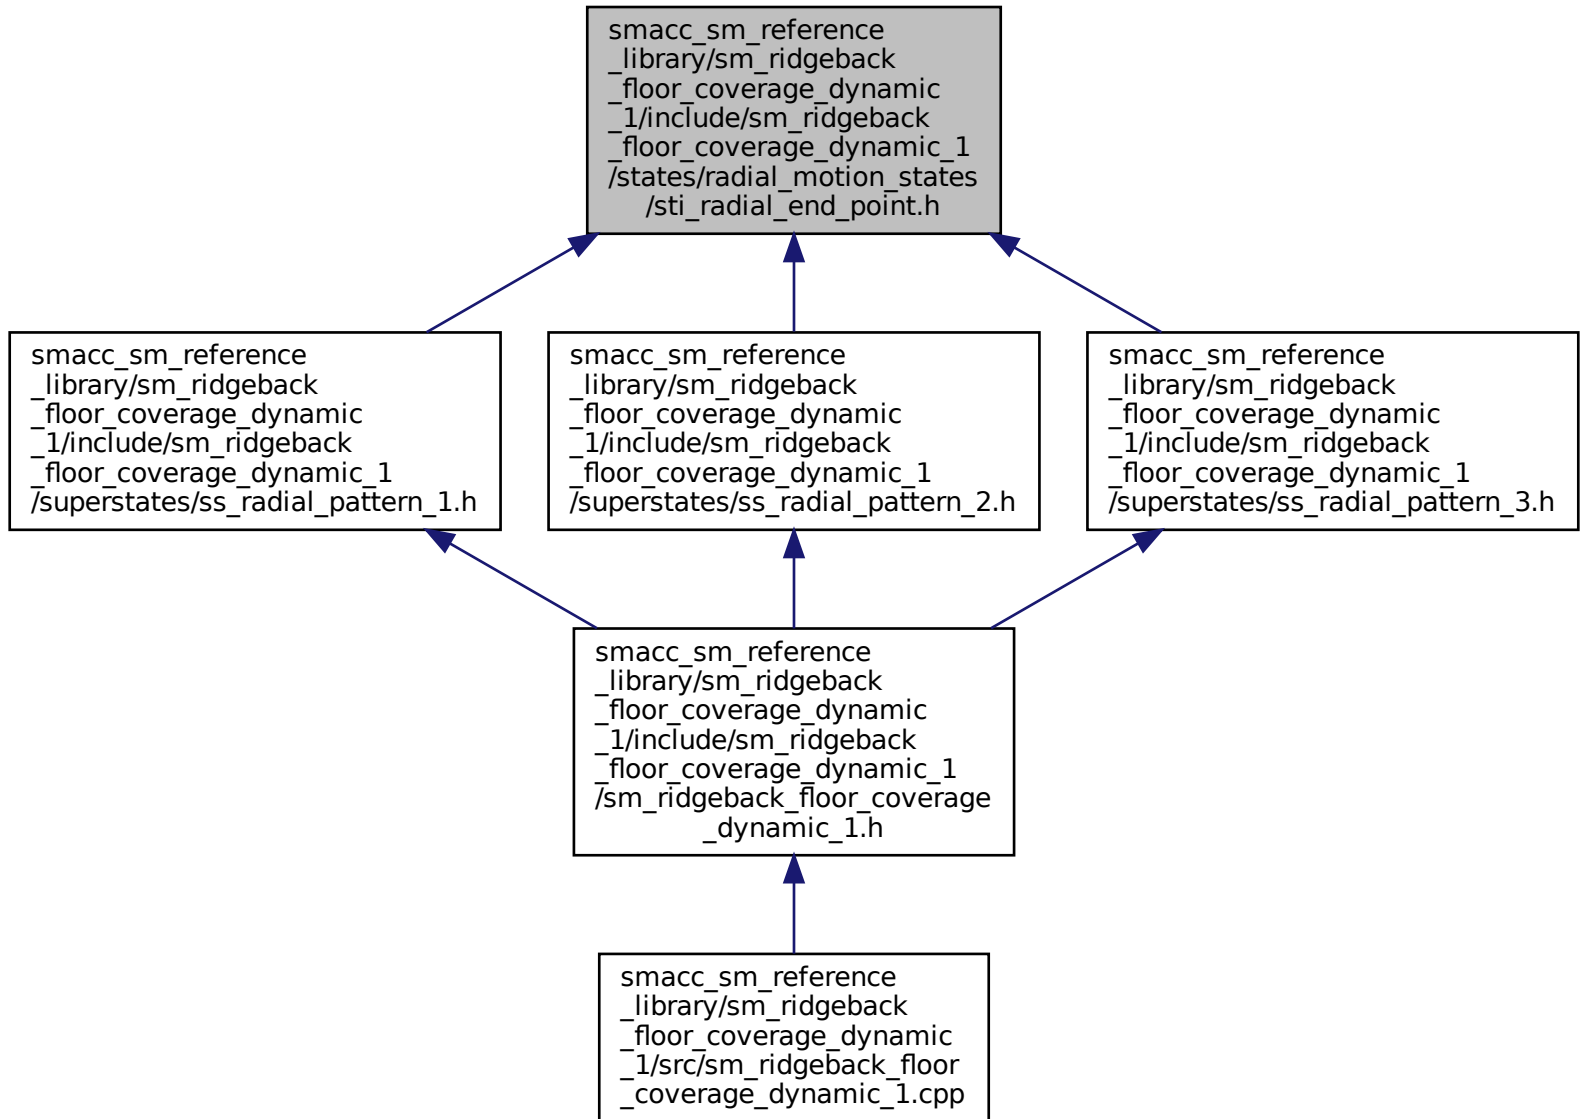 smacc_sm_reference
_library/sm_ridgeback
_floor_coverage_dynamic
_1/include/sm_ridgeback
_floor_coverage_dynamic_1
/states/radial_motion_states
/sti_radial_end_point.h
smacc_sm_reference
_library/sm_ridgeback
_floor_coverage_dynamic
_1/include/sm_ridgeback
_floor_coverage_dynamic_1
/superstates/ss_radial_pattern_1.h
smacc_sm_reference
_library/sm_ridgeback
_floor_coverage_dynamic
_1/include/sm_ridgeback
_floor_coverage_dynamic_1
/superstates/ss_radial_pattern_2.h
smacc_sm_reference
_library/sm_ridgeback
_floor_coverage_dynamic
_1/include/sm_ridgeback
_floor_coverage_dynamic_1
/superstates/ss_radial_pattern_3.h
smacc_sm_reference
_library/sm_ridgeback
_floor_coverage_dynamic
_1/include/sm_ridgeback
_floor_coverage_dynamic_1
/sm_ridgeback_floor_coverage
_dynamic_1.h
smacc_sm_reference
_library/sm_ridgeback
_floor_coverage_dynamic
_1/src/sm_ridgeback_floor
_coverage_dynamic_1.cpp